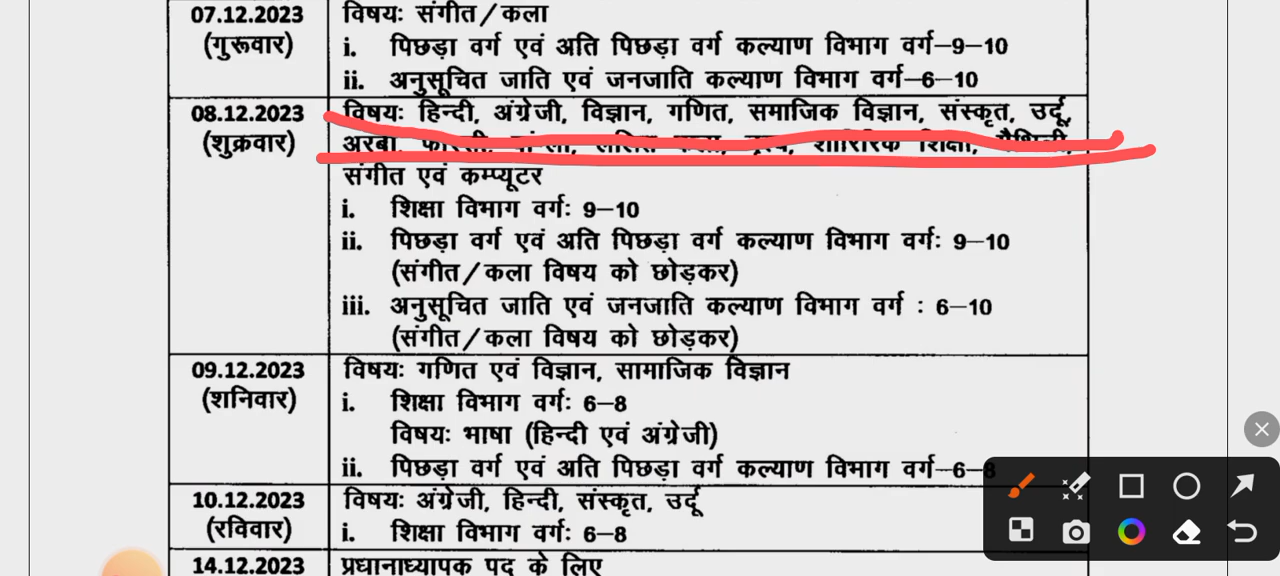 07.12.2023
(गुरूवार)
विषयः संगीत/कला
i. पिछड़ा वर्ग एवं अति पिछड़ा वर्ग कल्याण विभाग वर्ग–9–10
ii. अनुसूचित जाति एवं जनजाति कल्याण विभाग वर्ग–6–10
08.12.2023
(शुक्रवार)
विषयः हिन्दी, अंग्रेजी, विज्ञान, गणित, समाजिक विज्ञान, संस्कृत, उर्दू,
अरबी, ललित कला, शारिरिक शिक्षा,
संगीत एवं कम्प्यूटर
i. शिक्षा विभाग वर्गः 9–10
ii. पिछड़ा वर्ग एवं अति पिछड़ा वर्ग कल्याण विभाग वर्गः 9–10
(संगीत/कला विषय को छोड़कर)
iii. अनुसूचित जाति एवं जनजाति कल्याण विभाग वर्ग : 6–10
(संगीत/कला विषय को छोड़कर)
09.12.2023
(शनिवार)
विषयः गणित एवं विज्ञान, सामाजिक विज्ञान
i. शिक्षा विभाग वर्गः 6–8
विषयः भाषा (हिन्दी एवं अंग्रेजी)
ii. पिछड़ा वर्ग एवं अति पिछड़ा वर्ग कल्याण विभाग वर्ग–6–8
10.12.2023
(रविवार)
विषयः अंग्रेजी, हिन्दी, संस्कृत, उर्दू
i. शिक्षा विभाग वर्गः 6–8
14.12.2023
प्रधानाध्यापक पद के लिए